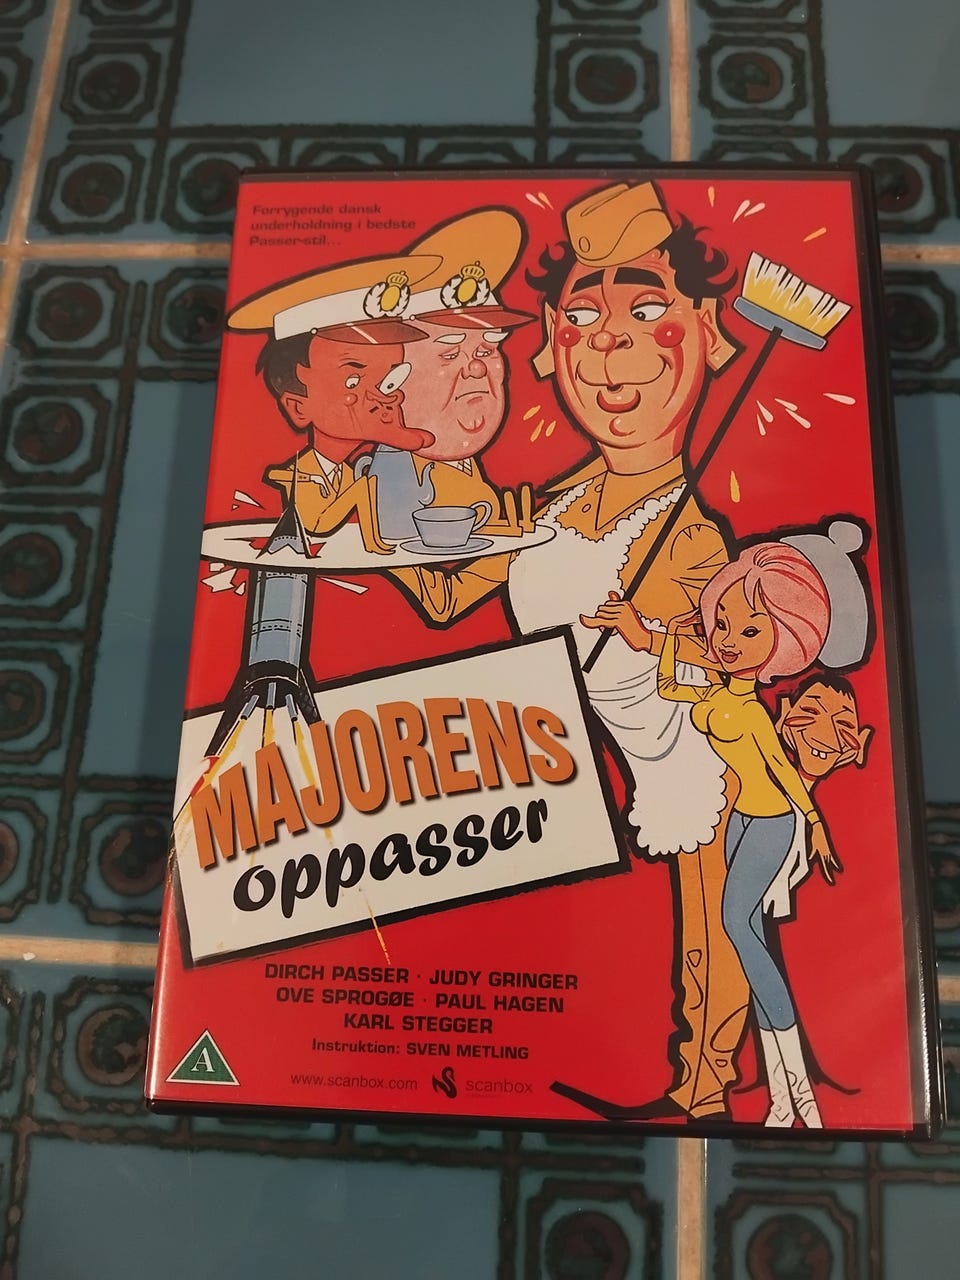 Forrygende dansk
underholdning i bedste
Passer-stil...
MAJORENS
oppasser
DIRCH PASSER · JUDY GRINGER
OVE SPROGØE · PAUL HAGEN
KARL STEGGER
Instruktion: SVEN METLING
A
www.scanbox.com scanbox